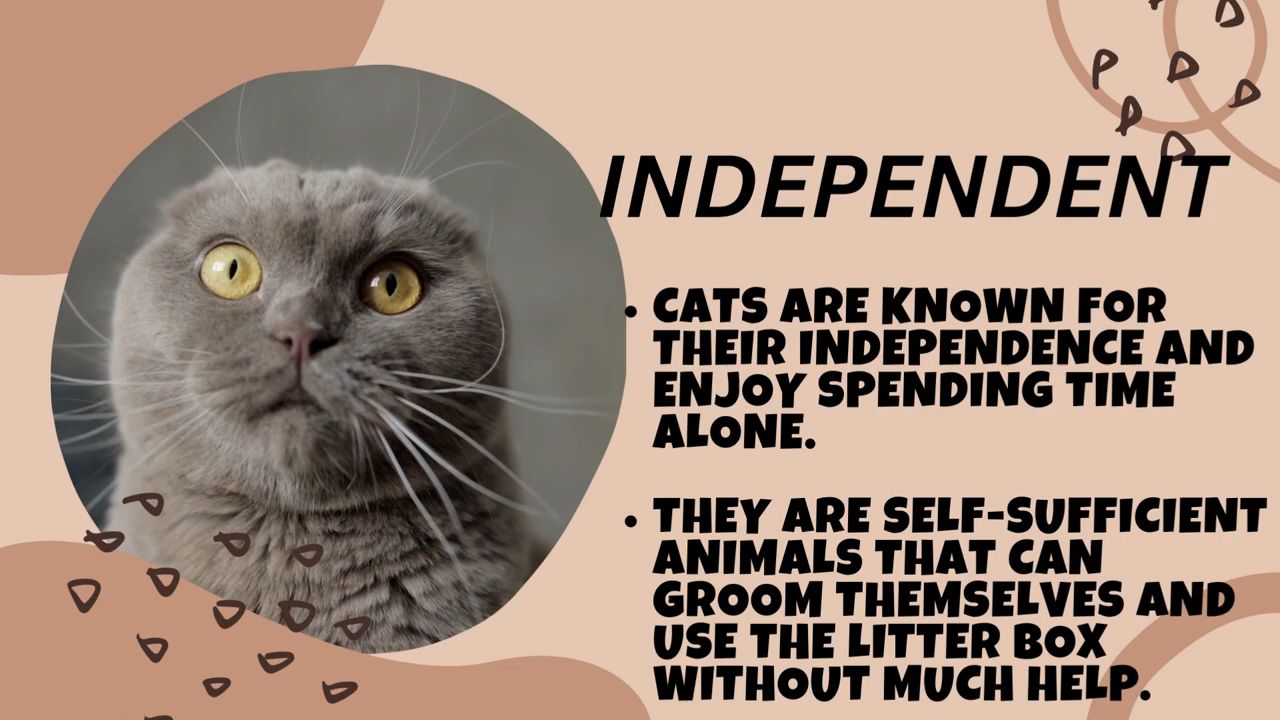 INDEPENDENT
• CATS ARE KNOWN FOR
THEIR INDEPENDENCE AND
ENJOY SPENDING TIME
ALONE.
• THEY ARE SELF-SUFFICIENT
ANIMALS THAT CAN
GROOM THEMSELVES AND
USE THE LITTER BOX
WITHOUT MUCH HELP.